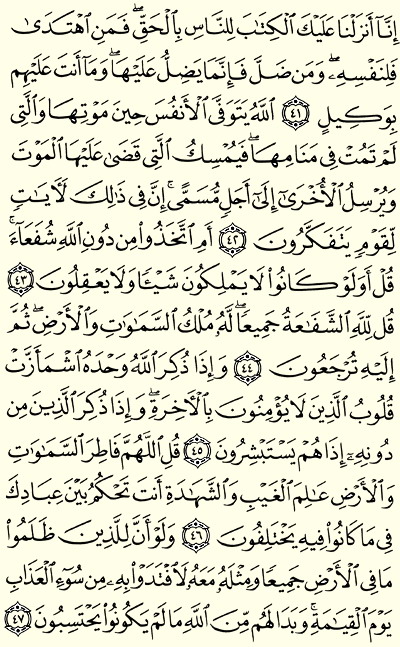 إِنَّآ أَنزَلْنَا عَلَيْكَ ٱلْكِتَٰبَ لِلنَّاسِ بِٱلْحَقِّۖ فَمَنِ ٱهْتَدَىٰ
فَلِنَفْسِهِۦۖ وَمَن ضَلَّ فَإِنَّمَا يَضِلُّ عَلَيْهَاۖ وَمَآ أَنتَ عَلَيْهِم
بِوَكِيلٍ ٤١ ٱللَّهُ يَتَوَفَّى ٱلْأَنفُسَ حِينَ مَوْتِهَا وَٱلَّتِى
لَمْ تَمُتْ فِى مَنَامِهَاۖ فَيُمْسِكُ ٱلَّتِى قَضَىٰ عَلَيْهَا ٱلْمَوْتَ
وَيُرْسِلُ ٱلْأُخْرَىٰٓ إِلَىٰٓ أَجَلٍ مُّسَمًّىۚ إِنَّ فِى ذَٰلِكَ لَءَايَٰتٍ
لِّقَوْمٍ يَتَفَكَّرُونَ ٤٢ أَمِ ٱتَّخَذُوا۟ مِن دُونِ ٱللَّهِ شُفَعَآءَۚ
قُلْ أَوَلَوْ كَانُوا۟ لَا يَمْلِكُونَ شَيْـًٔا وَلَا يَعْقِلُونَ ٤٣
قُل لِّلَّهِ ٱلشَّفَٰعَةُ جَمِيعًاۖ لَّهُۥ مُلْكُ ٱلسَّمَٰوَٰتِ وَٱلْأَرْضِۖ ثُمَّ
إِلَيْهِ تُرْجَعُونَ ٤٤ وَإِذَا ذُكِرَ ٱللَّهُ وَحْدَهُ ٱشْمَأَزَّتْ
قُلُوبُ ٱلَّذِينَ لَا يُؤْمِنُونَ بِٱلْءَاخِرَةِۖ وَإِذَا ذُكِرَ ٱلَّذِينَ مِن
دُونِهِۦٓ إِذَا هُمْ يَسْتَبْشِرُونَ ٤٥ قُلِ ٱللَّهُمَّ فَاطِرَ ٱلسَّمَٰوَٰتِ
وَٱلْأَرْضِ عَٰلِمَ ٱلْغَيْبِ وَٱلشَّهَٰدَةِ أَنتَ تَحْكُمُ بَيْنَ عِبَادِكَ
فِى مَا كَانُوا۟ فِيهِ يَخْتَلِفُونَ ٤٦ وَلَوْ أَنَّ لِلَّذِينَ ظَلَمُوا۟
مَا فِى ٱلْأَرْضِ جَمِيعًا وَمِثْلَهُۥ مَعَهُۥ لَٱفْتَدَوْا۟ بِهِۦ مِن سُوٓءِ ٱلْعَذَابِ
يَوْمَ ٱلْقِيَٰمَةِۚ وَبَدَا لَهُم مِّنَ ٱللَّهِ مَا لَمْ يَكُونُوا۟ يَحْتَسِبُونَ ٤٧